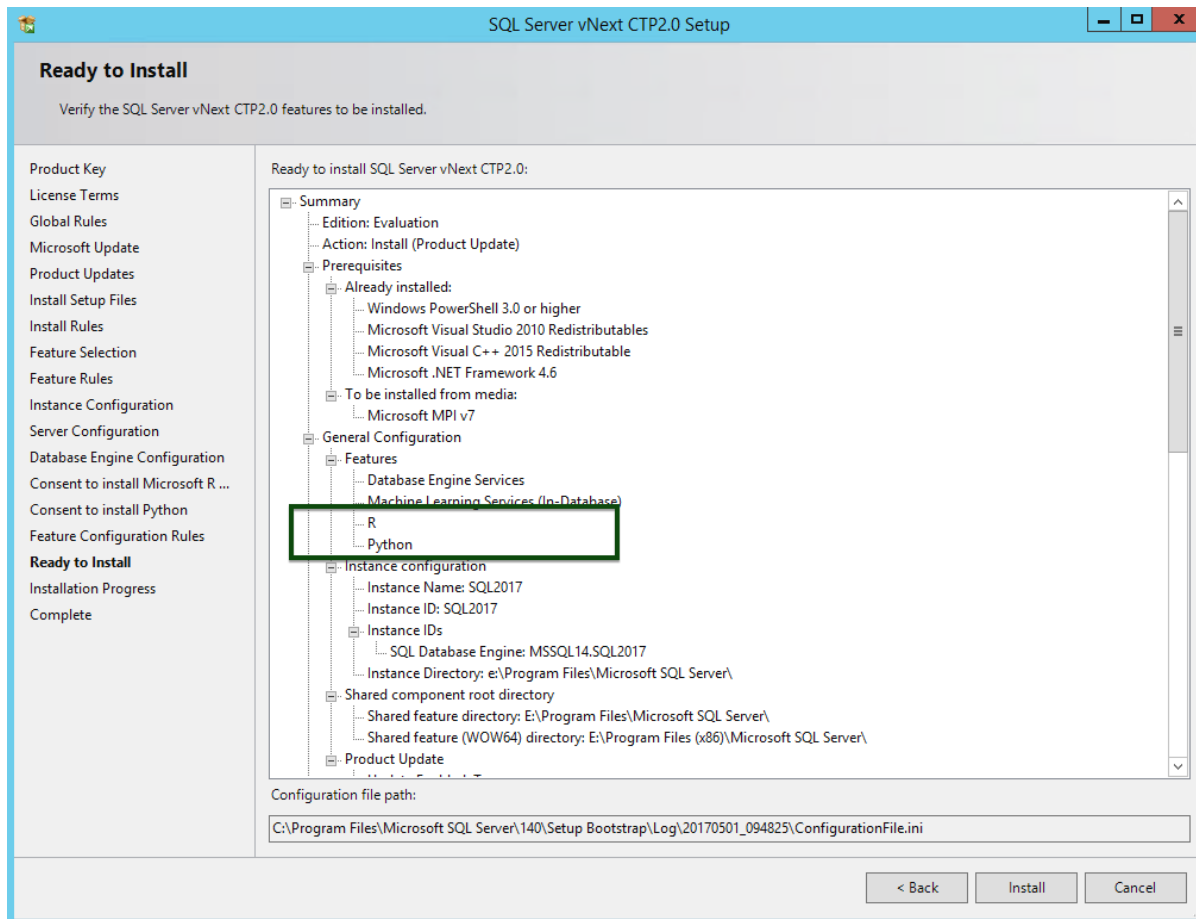 SQL Server vNext CTP2.0 Setup
Ready to Install
Verify the SQL Server vNext CTP2.0 features to be installed.
Product Key
License Terms
Global Rules
Microsoft Update
Product Updates
Install Setup Files
Install Rules
Feature Selection
Feature Rules
Instance Configuration
Server Configuration
Database Engine Configuration
Consent to install Microsoft R ...
Consent to install Python
Feature Configuration Rules
Ready to Install
Installation Progress
Complete
Ready to install SQL Server vNext CTP2.0:
Summary
Edition: Evaluation
Action: Install (Product Update)
Prerequisites
Already installed:
Windows PowerShell 3.0 or higher
Microsoft Visual Studio 2010 Redistributables
Microsoft Visual C++ 2015 Redistributable
Microsoft .NET Framework 4.6
To be installed from media:
Microsoft MPI v7
General Configuration
Features
Database Engine Services
Machine Learning Services (In-Database)
R
Python
Instance configuration
Instance Name: SQL2017
Instance ID: SQL2017
Instance IDs
SQL Database Engine: MSSQL14.SQL2017
Instance Directory: e:\Program Files\Microsoft SQL Server\
Shared component root directory
Shared feature directory: E:\Program Files\Microsoft SQL Server\
Shared feature (WOW64) directory: E:\Program Files (x86)\Microsoft SQL Server\
Product Update
Configuration file path:
C:\Program Files\Microsoft SQL Server\140\Setup Bootstrap\Log\20170501_094825\ConfigurationFile.ini
< Back
Install
Cancel